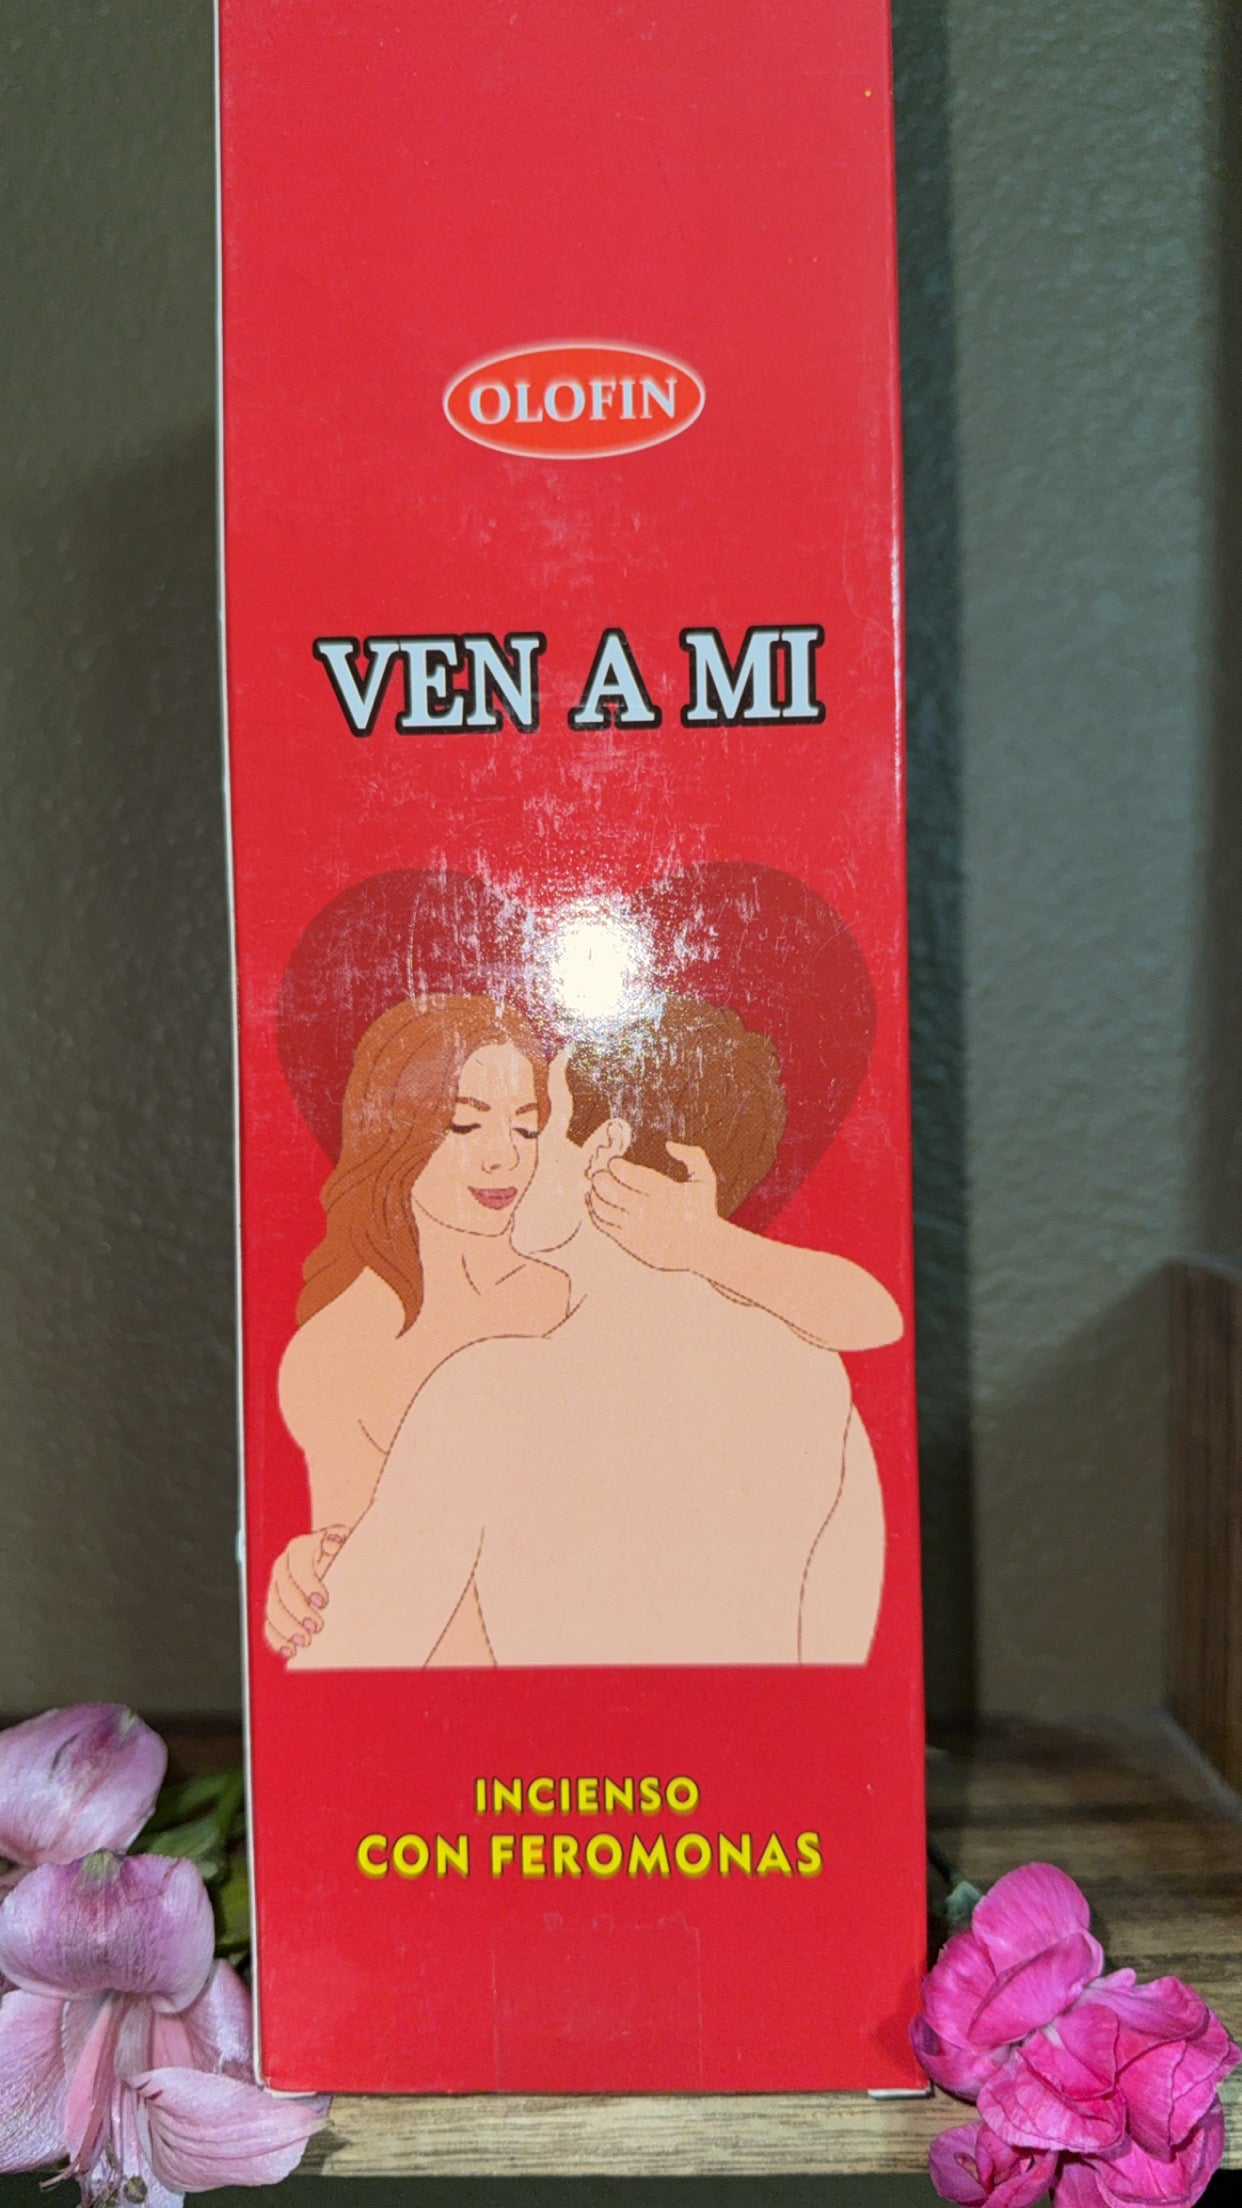 OLOFIN
VEN A MI
INCIENSO
CON FEROMONAS